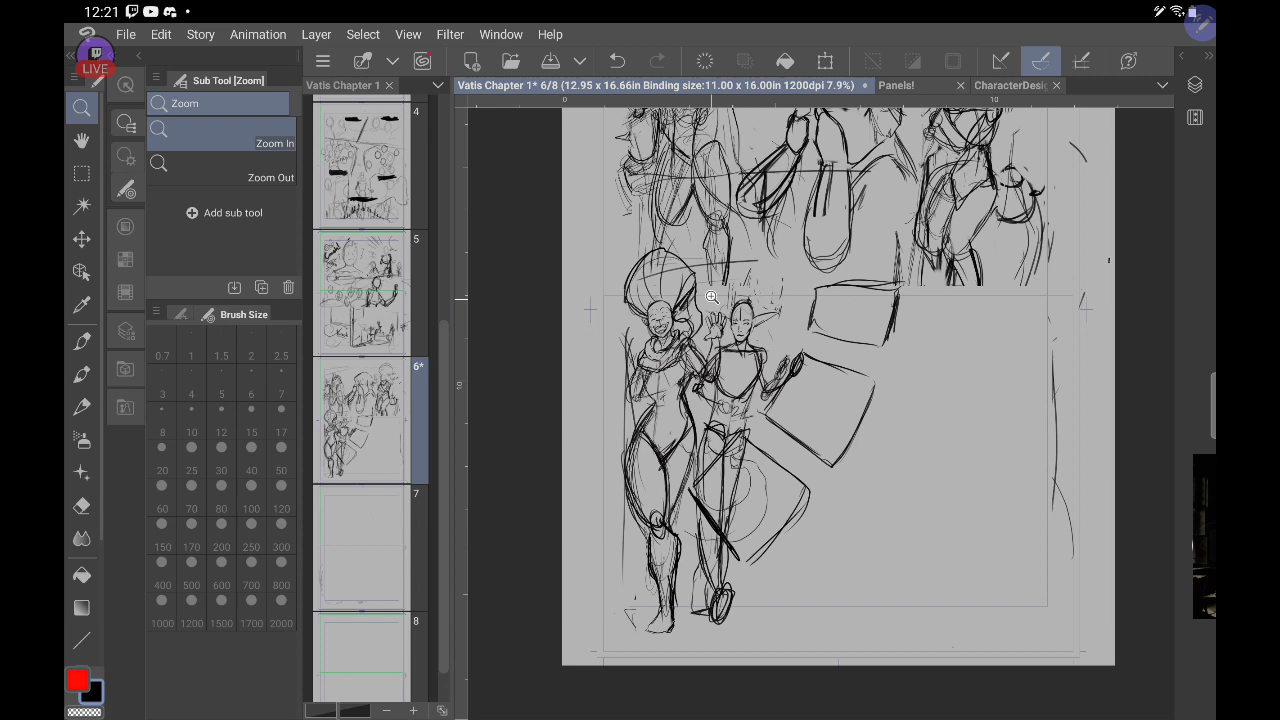 12:21
File Edit Story Animation Layer Select View Filter Window Help
LIVE
Sub Tool [Zoom]
Zoom
Zoom In
Zoom Out
Add sub tool
Brush Size
0.7 1 1.5 2 2.5
3 4 5 6 7
8 10 12 15 17
20 25 30 40 50
60 70 80 100 120
150 170 200 250 300
400 500 600 700 800
1000 1200 1500 1700 2000
Vatis Chapter 1
4
5
6*
7
8
Vatis Chapter 1* 6/8 (12.95 x 16.66in Binding size:11.00 x 16.00in 1200dpi 7.9%)
Panels!
CharacterDesi
0 10
10